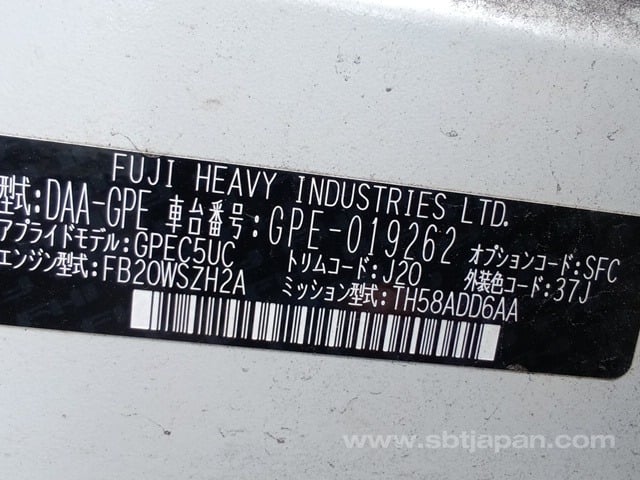 FUJI HEAVY INDUSTRIES LTD.
型式:DAA-GPE 車台番号:GPE-019262 オプションコード:SFC
アプライドモデル:GPEC5UC トリムコード:J20 外装色コード:37J
エンジン型式:FB20WSZH2A ミッション型式:TH58ADD6AA
www.sbtjapan.com